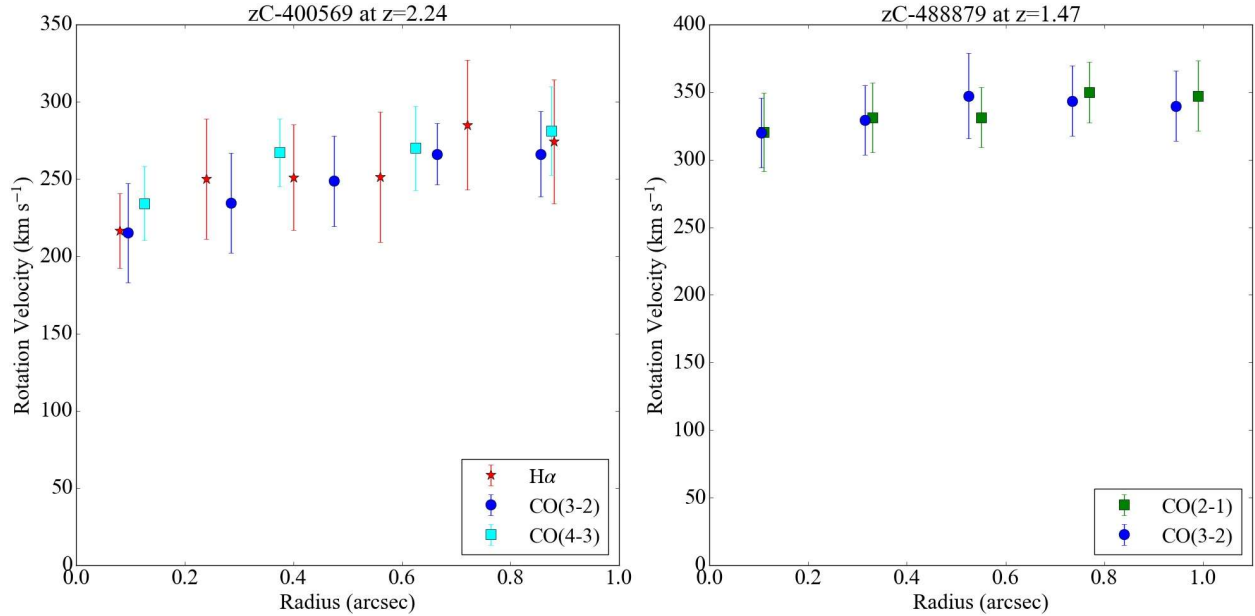 zC-400569 at z=2.24
350
300
250
200
150
100
50
0
Rotation Velocity (km s⁻¹)
0.0 0.2 0.4 0.6 0.8 1.0
Radius (arcsec)
Hα
CO(3-2)
CO(4-3)
zC-488879 at z=1.47
400
350
300
250
200
150
100
50
0
Rotation Velocity (km s⁻¹)
0.0 0.2 0.4 0.6 0.8 1.0
Radius (arcsec)
CO(2-1)
CO(3-2)